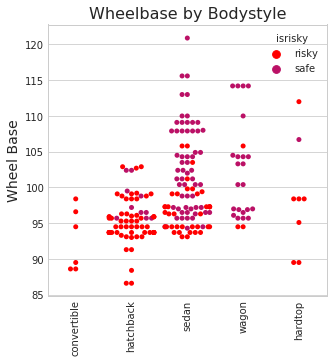 Wheelbase by Bodystyle
isrisky
risky
safe
Wheel Base
120
115
110
105
100
95
90
85
convertible
hatchback
sedan
wagon
hardtop